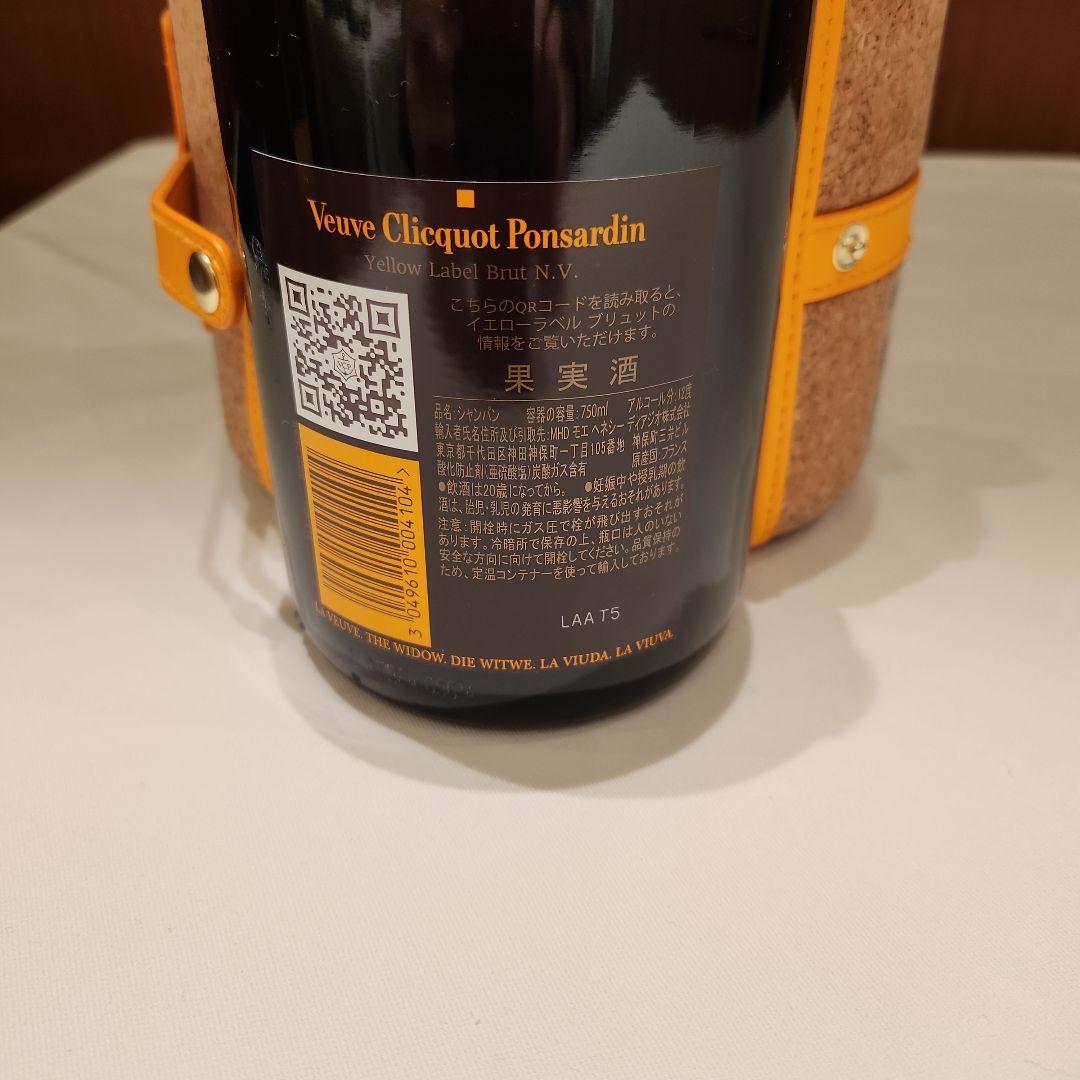 Veuve Clicquot Ponsardin
Yellow Label Brut N.V.
こちらのQRコードを読み取ると、
イエローラベル ブリュットの
情報をご覧いただけます。
果実酒
品名:シャンパン 容器の容量:750ml アルコール分:12度
輸入者氏名住所及び引取先:MHD モエ ヘネシー ディアジオ株式会社
東京都千代田区神田神保町一丁目105番地 神保町三井ビル
酸化防止剤(亜硫酸塩)炭酸ガス含有 原産国:フランス
●飲酒は20歳になってから。 ●妊娠中や授乳期の飲
酒は、胎児・乳児の発育に悪影響を与えるおそれがあります。
注意:開栓時にガス圧で栓が飛び出すおそれが
あります。冷暗所で保存の上、瓶口は人のいない
安全な方向に向けて開栓してください。品質保持の
ため、定温コンテナーを使って輸入しております。
3 049610 004104 >
LAA T5
LA VEUVE. THE WIDOW. DIE WITWE. LA VIUDA. LA VIUVA.